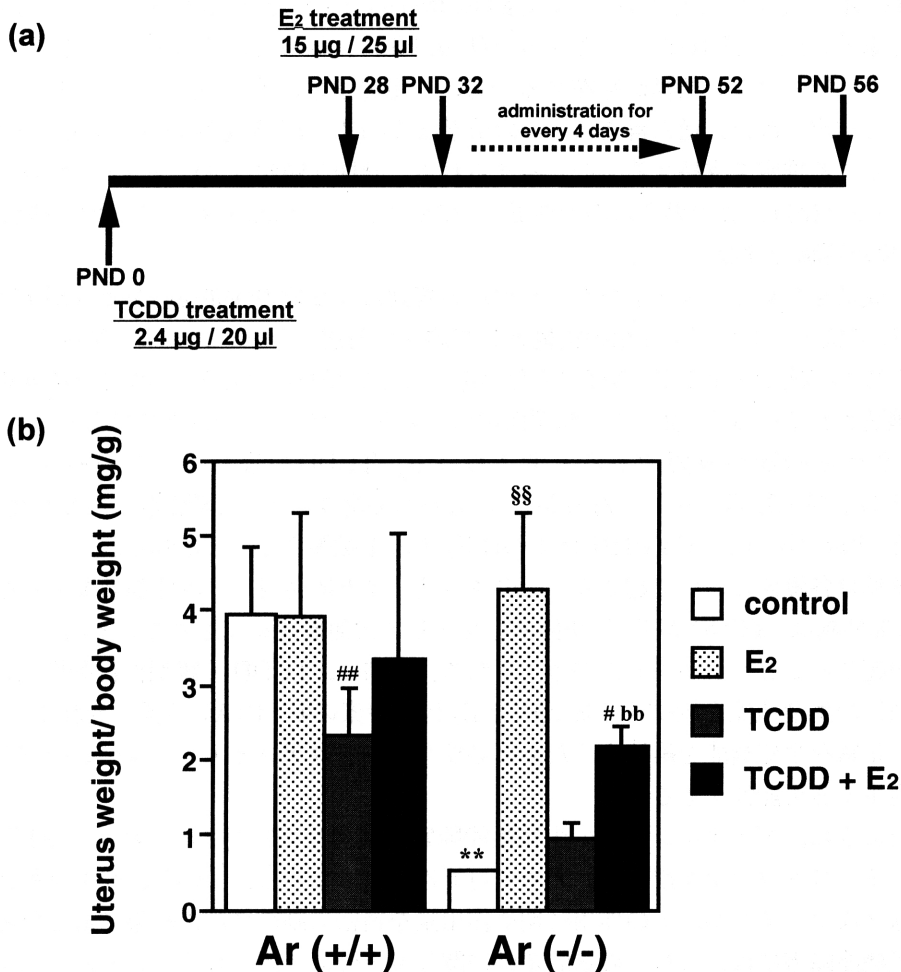 (a)
E₂ treatment
15 µg / 25 µl
PND 28 PND 32
administration for
every 4 days
PND 52
PND 56
PND 0
TCDD treatment
2.4 µg / 20 µl
(b)
Uterus weight/ body weight (mg/g)
6
5
4
3
2
1
0
##
**
§§
# bb
Ar (+/+)
Ar (-/-)
control
E₂
TCDD
TCDD + E₂